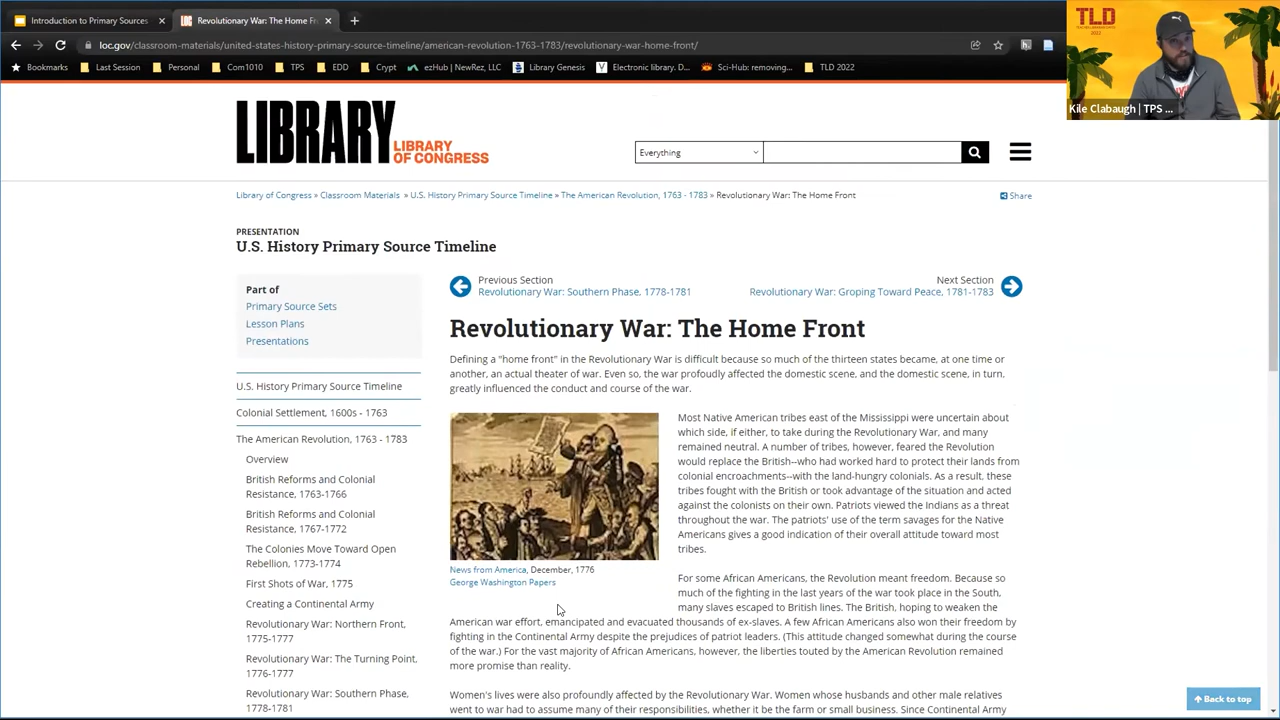 Introduction to Primary Sources
Revolutionary War: The Home Fr
loc.gov/classroom-materials/united-states-history-primary-source-timeline/american-revolution-1763-1783/revolutionary-war-home-front/
Bookmarks Last Session Personal Com1010 TPS EDD Crypt ezHub | NewRez, LLC Library Genesis Electronic library. D... Sci-Hub: removing... TLD 2022
TLD
2022
Kile Clabaugh | TPS ...
LIBRARY
LIBRARY
OF CONGRESS
Everything
Library of Congress » Classroom Materials » U.S. History Primary Source Timeline » The American Revolution, 1763 - 1783 » Revolutionary War: The Home Front
Share
PRESENTATION
U.S. History Primary Source Timeline
Part of
Primary Source Sets
Lesson Plans
Presentations
U.S. History Primary Source Timeline
Colonial Settlement, 1600s - 1763
The American Revolution, 1763 - 1783
Overview
British Reforms and Colonial
Resistance, 1763-1766
British Reforms and Colonial
Resistance, 1767-1772
The Colonies Move Toward Open
Rebellion, 1773-1774
First Shots of War, 1775
Creating a Continental Army
Revolutionary War: Northern Front,
1775-1777
Revolutionary War: The Turning Point,
1776-1777
Revolutionary War: Southern Phase,
1778-1781
Previous Section
Revolutionary War: Southern Phase, 1778-1781
Next Section
Revolutionary War: Groping Toward Peace, 1781-1783
Revolutionary War: The Home Front
Defining a "home front" in the Revolutionary War is difficult because so much of the thirteen states became, at one time or
another, an actual theater of war. Even so, the war profoudly affected the domestic scene, and the domestic scene, in turn.
greatly influenced the conduct and course of the war.
News from America, December, 1776
George Washington Papers
Most Native American tribes east of the Mississippi were uncertain about
which side, if either, to take during the Revolutionary War, and many
remained neutral. A number of tribes, however, feared the Revolution
would replace the British--who had worked hard to protect their lands from
colonial encroachments--with the land-hungry colonials. As a result, these
tribes fought with the British or took advantage of the situation and acted
against the colonists on their own. Patriots viewed the Indians as a threat
throughout the war. The patriots' use of the term savages for the Native
Americans gives a good indication of their overall attitude toward most
tribes.
For some African Americans, the Revolution meant freedom. Because so
much of the fighting in the last years of the war took place in the South,
many slaves escaped to British lines. The British, hoping to weaken the
American war effort, emancipated and evacuated thousands of ex-slaves. A few African Americans also won their freedom by
fighting in the Continental Army despite the prejudices of patriot leaders. (This attitude changed somewhat during the course
of the war.) For the vast majority of African Americans, however, the liberties touted by the American Revolution remained
more promise than reality.
Women's lives were also profoundly affected by the Revolutionary War. Women whose husbands and other male relatives
went to war had to assume many of their responsibilities, whether it be the farm or small business. Since Continental Army
Back to top